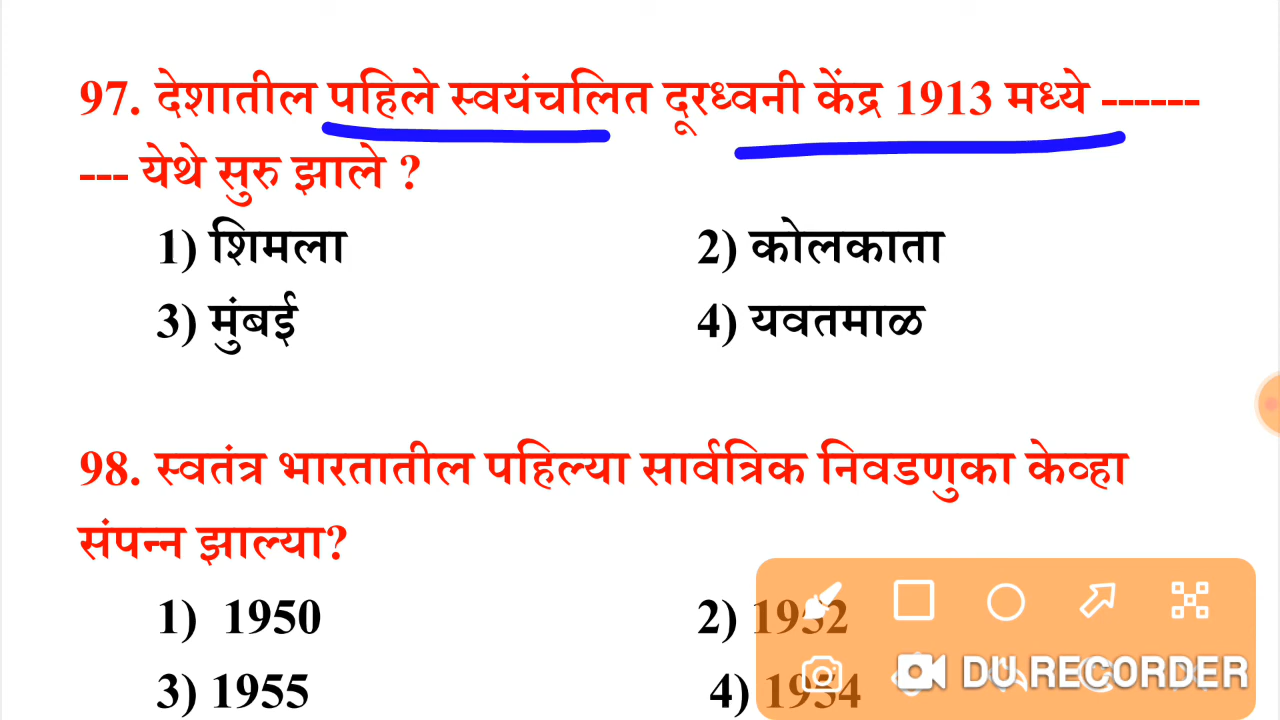 97. देशातील पहिले स्वयंचलित दूरध्वनी केंद्र 1913 मध्ये ------
--- येथे सुरु झाले ?
1) शिमला 2) कोलकाता
3) मुंबई 4) यवतमाळ
98. स्वतंत्र भारतातील पहिल्या सार्वत्रिक निवडणुका केव्हा
संपन्न झाल्या?
1) 1950 2) 1952
3) 1955 4) 1954
DU RECORDER